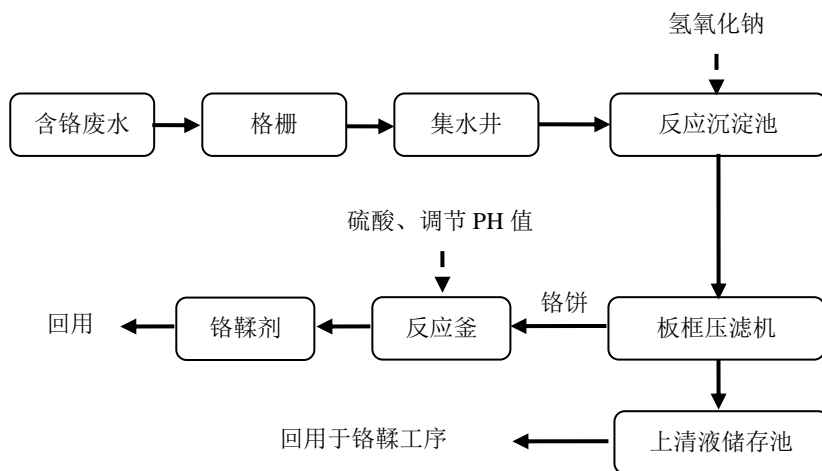 氢氧化钠
含铬废水
格栅
集水井
反应沉淀池
硫酸、调节 PH 值
铬饼
回用
铬鞣剂
反应釜
板框压滤机
回用于铬鞣工序
上清液储存池